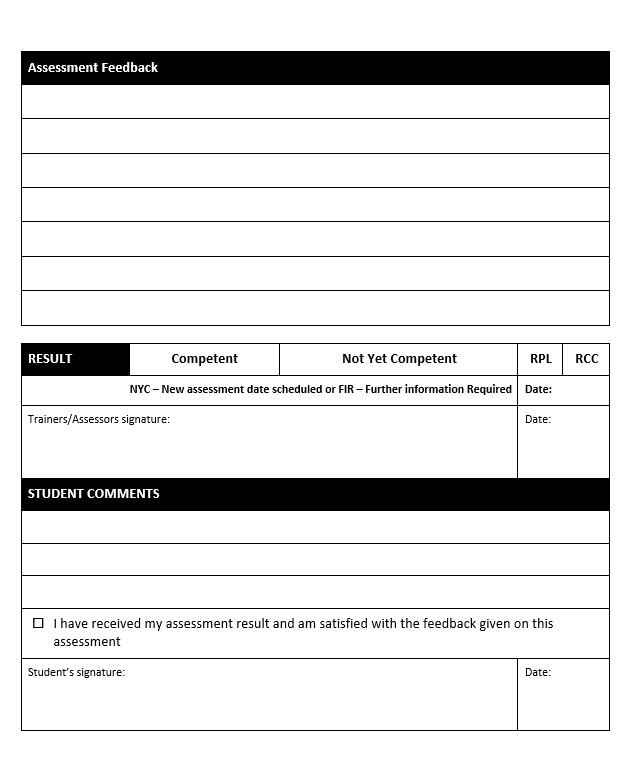 Assessment Feedback
RESULT Competent Not Yet Competent RPL RCC
NYC – New assessment date scheduled or FIR – Further information Required Date:
Trainers/Assessors signature: Date:
STUDENT COMMENTS
☐ I have received my assessment result and am satisfied with the feedback given on this
assessment
Student's signature: Date: